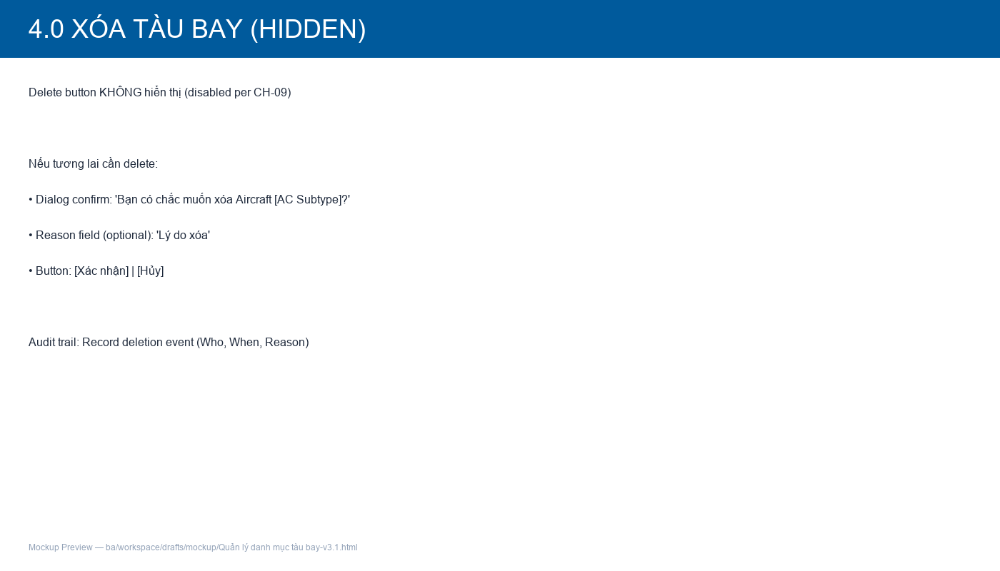 4.0 XÓA TÀU BAY (HIDDEN)
Delete button KHÔNG hiển thị (disabled per CH-09)
Nếu tương lai cần delete:
• Dialog confirm: 'Bạn có chắc muốn xóa Aircraft [AC Subtype]?'
• Reason field (optional): 'Lý do xóa'
• Button: [Xác nhận] | [Hủy]
Audit trail: Record deletion event (Who, When, Reason)
Mockup Preview — ba/workspace/drafts/mockup/Quản lý danh mục tàu bay-v3.1.html